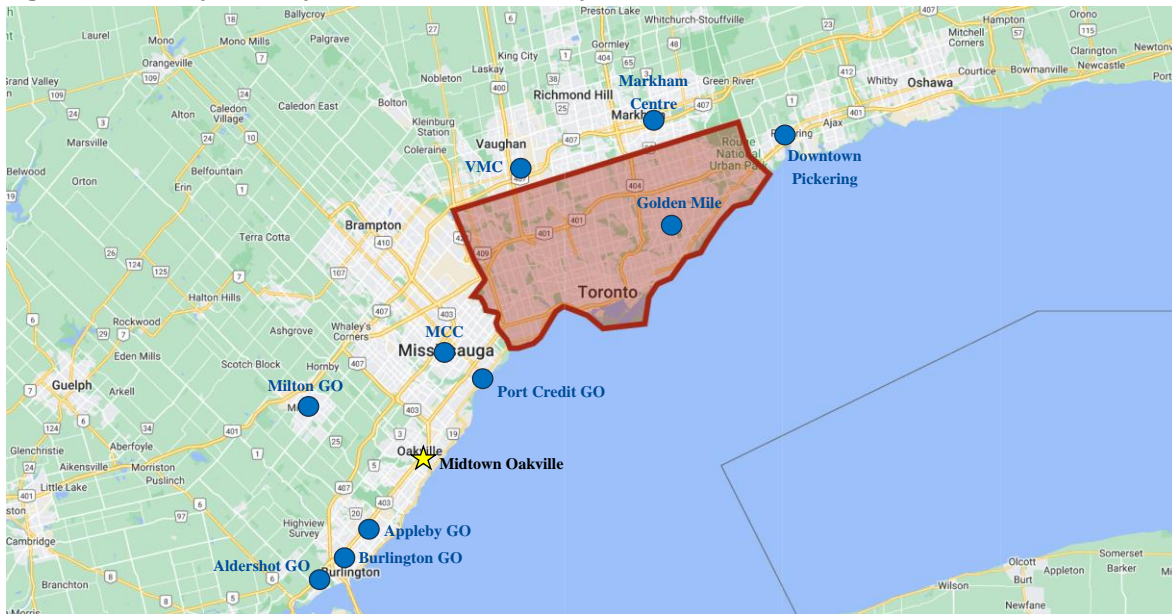 Ballycroy
Preston Lake
Whitchurch-Stouffville
Hampton
Orono
Laurel
Mono
Mono Mills
Palgrave
Gormley
Mitchell
Corners
Clarington
Newcastle
Orangeville
King City
Laskay
Nobleton
Markham
Centre
Green River
Whitby
Oshawa
Courtice
Bowmanville
Port
Grand Valley
Caledon
Village
Caledon East
Bolton
Richmond Hill
Ajax
Alton
Kleinburg
Station
Vaughan
Marsville
Coleraine
VMC
Rouge
National
Urban Park
Downtown
Pickering
Belwood
Orton
Belfountain
Erin
Golden Mile
Brampton
Terra Cotta
Toronto
Halton Hills
Rockwood
Ashgrove
Whaley's
Corners
MCC
Mississauga
Eden Mills
Scotch Block
Hornby
Guelph
Arkell
Milton GO
Port Credit GO
Glenchristie
Aberfoyle
Oakville
Midtown Oakville
Aikensville
Morriston
Puslinch
Little Lake
Highview
Survey
Appleby GO
Cambridge
Burlington GO
Aldershot GO
Burlington
Branchton
Olcott
Burt
Appleton
Somerset
Barker
Wilson
Newfane